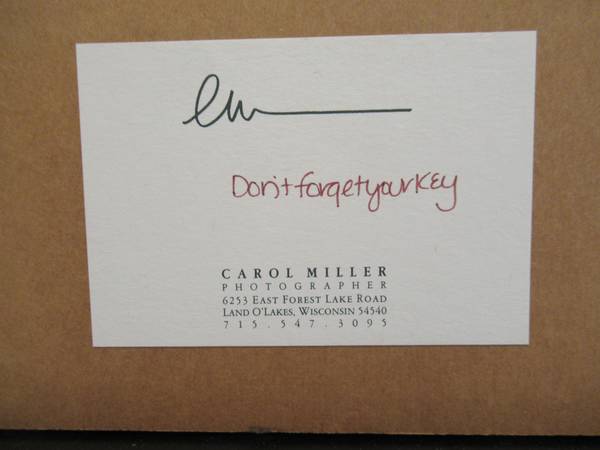 Don't forget your key
CAROL MILLER
PHOTOGRAPHER
6253 EAST FOREST LAKE ROAD
LAND O'LAKES, WISCONSIN 54540
715.547.3095